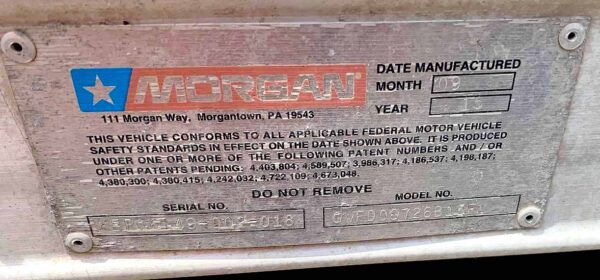 MORGAN
111 Morgan Way, Morgantown, PA 19543
DATE MANUFACTURED
MONTH 09
YEAR 13
THIS VEHICLE CONFORMS TO ALL APPLICABLE FEDERAL MOTOR VEHICLE
SAFETY STANDARDS IN EFFECT ON THE DATE SHOWN ABOVE. IT IS PRODUCED
UNDER ONE OR MORE OF THE FOLLOWING PATENT NUMBERS AND / OR
OTHER PATENTS PENDING: 4,403,804; 4,589,507; 3,986,317; 4,186,537; 4,198,187;
4,380,300; 4,380,415; 4,242,032; 4,722,109; 4,673,048.
DO NOT REMOVE
SERIAL NO.
MODEL NO.